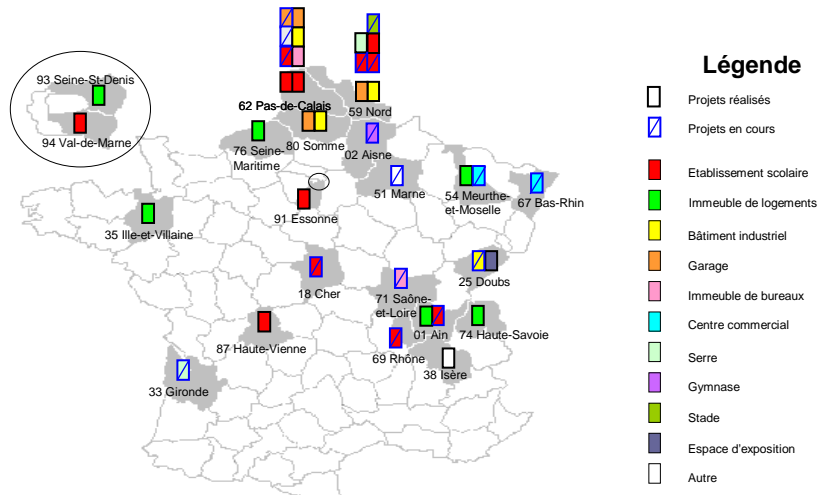 93 Seine-St-Denis
94 Val-de-Marne
62 Pas-de-Calais
59 Nord
80 Somme
76 Seine-
Maritime
02 Aisne
51 Marne
54 Meurthe-
et-Moselle
67 Bas-Rhin
91 Essonne
35 Ille-et-Villaine
18 Cher
71 Saône-
et-Loire
25 Doubs
01 Ain
74 Haute-Savoie
87 Haute-Vienne
69 Rhône
38 Isère
33 Gironde
Légende
Projets réalisés
Projets en cours
Etablissement scolaire
Immeuble de logements
Bâtiment industriel
Garage
Immeuble de bureaux
Centre commercial
Serre
Gymnase
Stade
Espace d'exposition
Autre